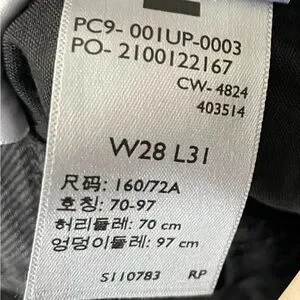 PC9- 001UP-0003
PO- 2100122167
CW- 4824
403514
W28 L31
尺码: 160/72A
호칭: 70-97
허리둘레: 70 cm
엉덩이둘레: 97 cm
S110783 RP